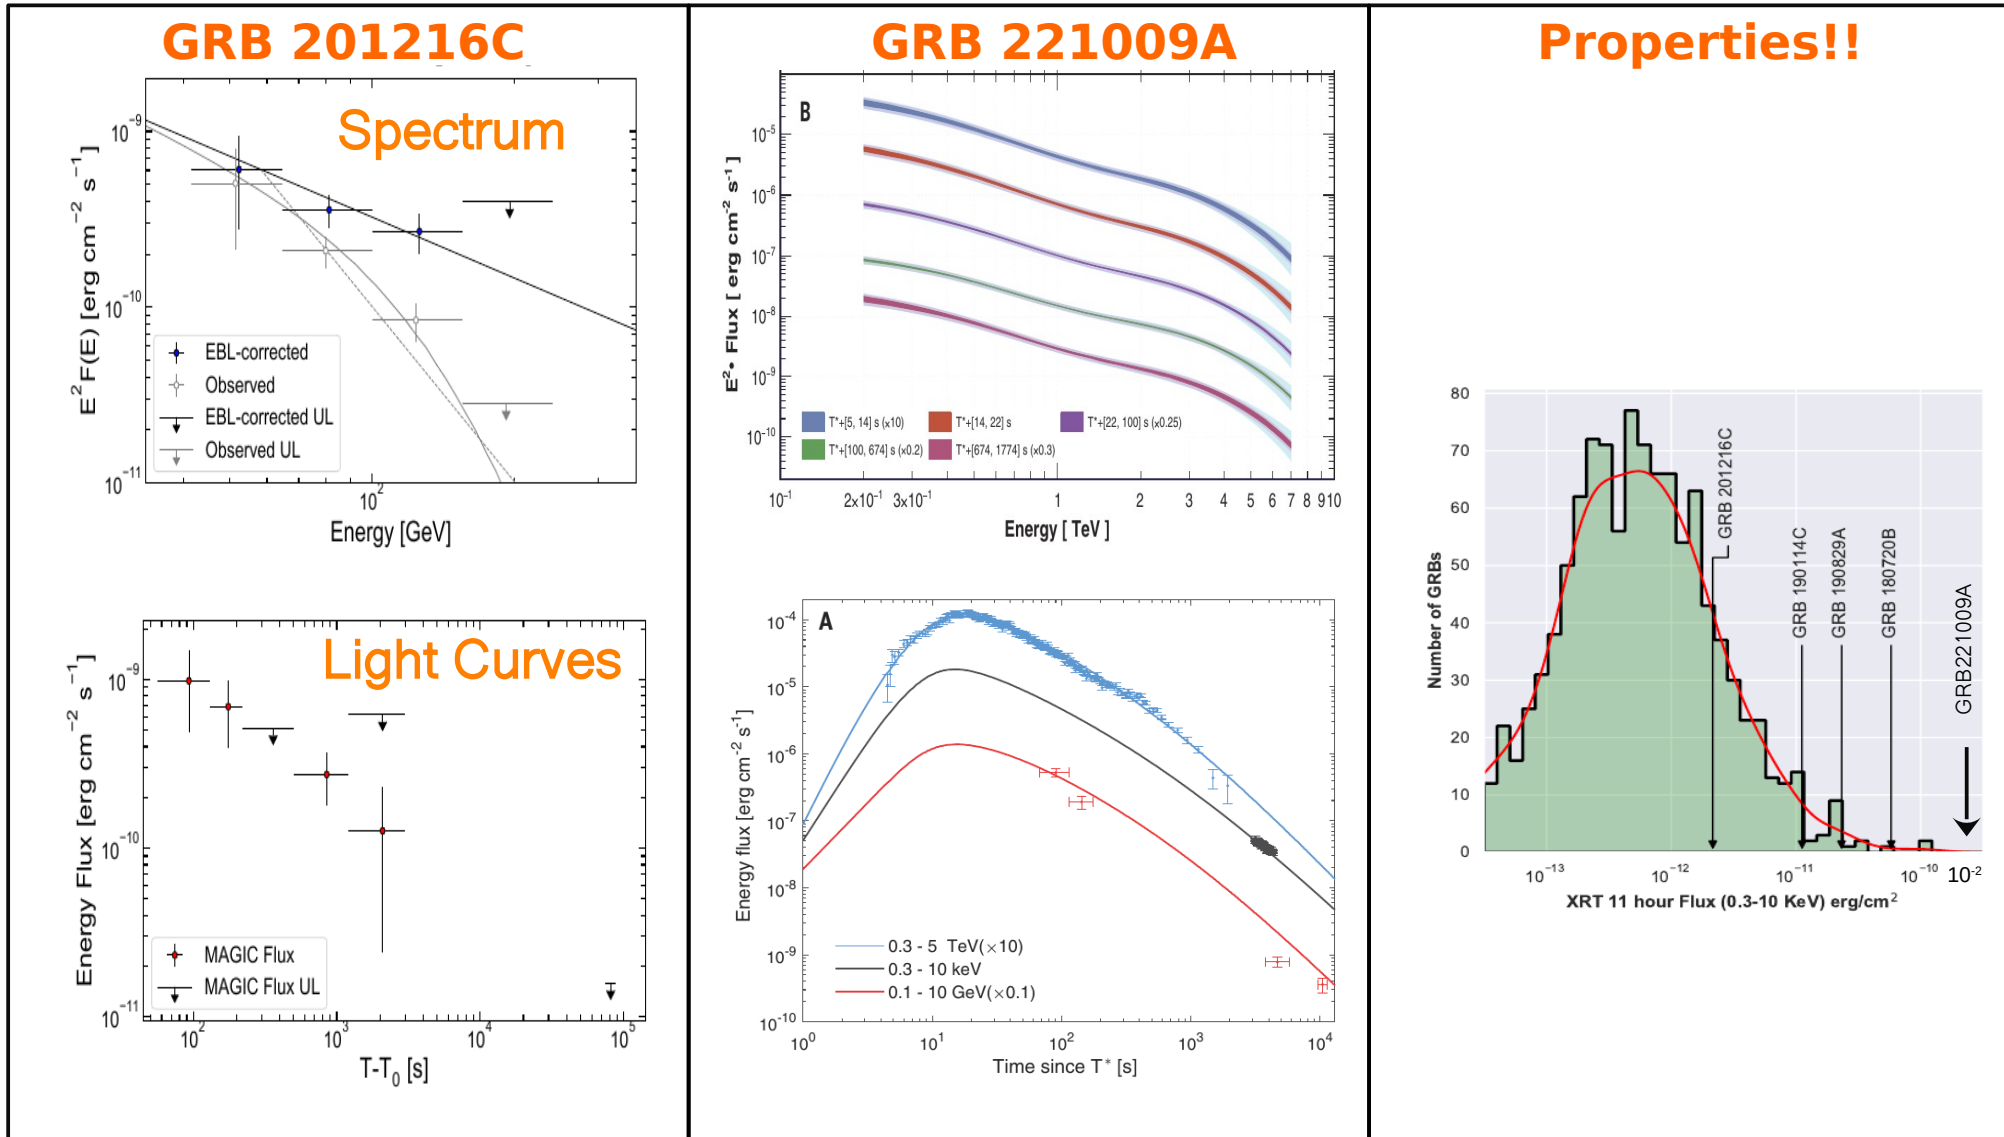 GRB 201216C
Spectrum
E² F(E) [erg cm⁻² s⁻¹]
10⁻⁹
10⁻¹⁰
10⁻¹¹
EBL-corrected
Observed
EBL-corrected UL
Observed UL
10²
Energy [GeV]
Light Curves
Energy Flux [erg cm⁻² s⁻¹]
10⁻⁹
10⁻¹⁰
10⁻¹¹
MAGIC Flux
MAGIC Flux UL
10² 10³ 10⁴ 10⁵
T-T₀ [s]
GRB 221009A
B
E²• Flux [ erg cm⁻² s⁻¹ ]
10⁻⁵
10⁻⁶
10⁻⁷
10⁻⁸
10⁻⁹
10⁻¹⁰
T*+[5, 14] s (×10) T*+[14, 22] s T*+[22, 100] s (×0.25)
T*+[100, 674] s (×0.2) T*+[674, 1774] s (×0.3)
10⁻¹ 2x10⁻¹ 3x10⁻¹ 1 2 3 4 5 6 7 8 9 10
Energy [ TeV ]
A
Energy flux [erg cm⁻² s⁻¹]
10⁻⁴
10⁻⁵
10⁻⁶
10⁻⁷
10⁻⁸
10⁻⁹
10⁻¹⁰
0.3 - 5 TeV(×10)
0.3 - 10 keV
0.1 - 10 GeV(×0.1)
10⁰ 10¹ 10² 10³ 10⁴
Time since T* [s]
Properties!!
Number of GRBs
80
70
60
50
40
30
20
10
0
GRB 201216C
GRB 190114C
GRB 190829A
GRB 180720B
GRB221009A
10⁻¹³ 10⁻¹² 10⁻¹¹ 10⁻¹⁰ 10⁻²
XRT 11 hour Flux (0.3-10 KeV) erg/cm²